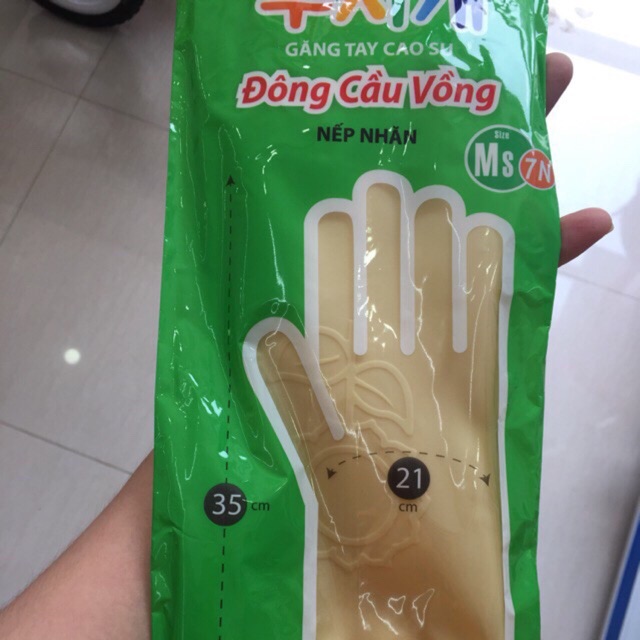 GĂNG TAY CAO SU
Đông Cầu Vồng
NẾP NHĂN
Size
Ms
7N
35 cm
21
cm